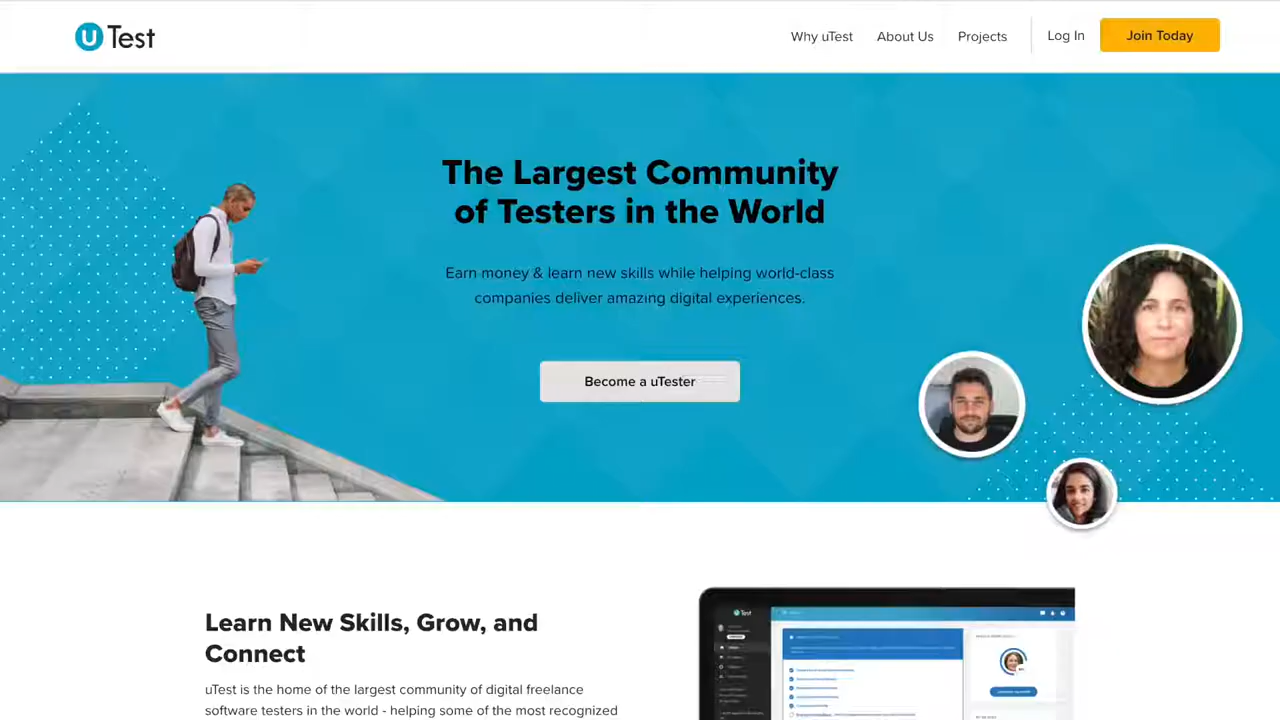 uTest
Why uTest
About Us
Projects
Log In
Join Today
The Largest Community
of Testers in the World
Earn money & learn new skills while helping world-class
companies deliver amazing digital experiences.
Become a uTester
Learn New Skills, Grow, and
Connect
uTest is the home of the largest community of digital freelance
software testers in the world - helping some of the most recognized